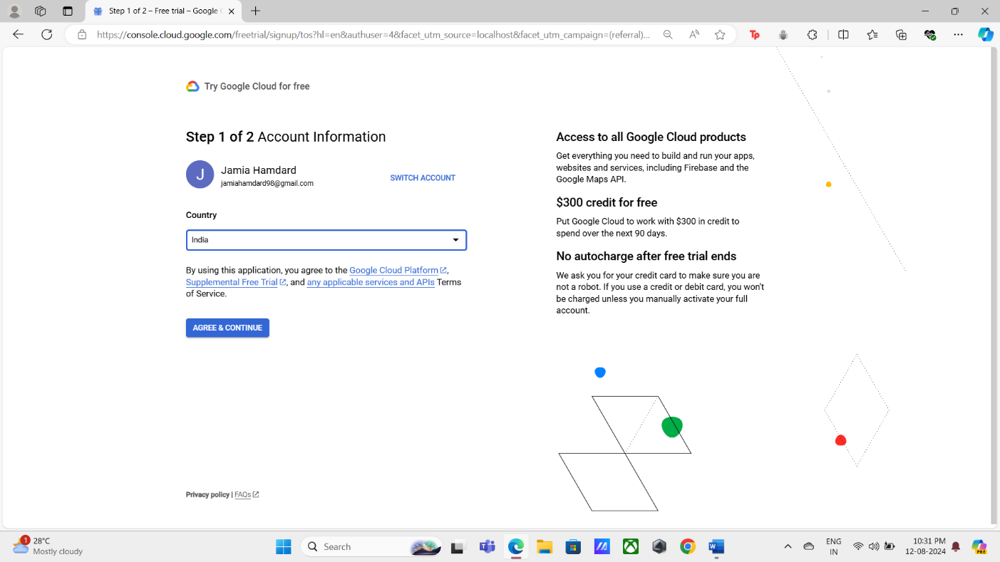 Step 1 of 2 – Free trial – Google C
https://console.cloud.google.com/freetrial/signup/tos?hl=en&authuser=4&facet_utm_source=localhost&facet_utm_campaign=(referral)...
Try Google Cloud for free
Step 1 of 2 Account Information
J
Jamia Hamdard
jamiahamdard98@gmail.com
SWITCH ACCOUNT
Country
India
By using this application, you agree to the Google Cloud Platform,
Supplemental Free Trial, and any applicable services and APIs Terms
of Service.
AGREE & CONTINUE
Privacy policy | FAQs
Access to all Google Cloud products
Get everything you need to build and run your apps,
websites and services, including Firebase and the
Google Maps API.
$300 credit for free
Put Google Cloud to work with $300 in credit to
spend over the next 90 days.
No autocharge after free trial ends
We ask you for your credit card to make sure you are
not a robot. If you use a credit or debit card, you won't
be charged unless you manually activate your full
account.
1
28°C
Mostly cloudy
Search
ENG
IN
10:31 PM
12-08-2024
PRE